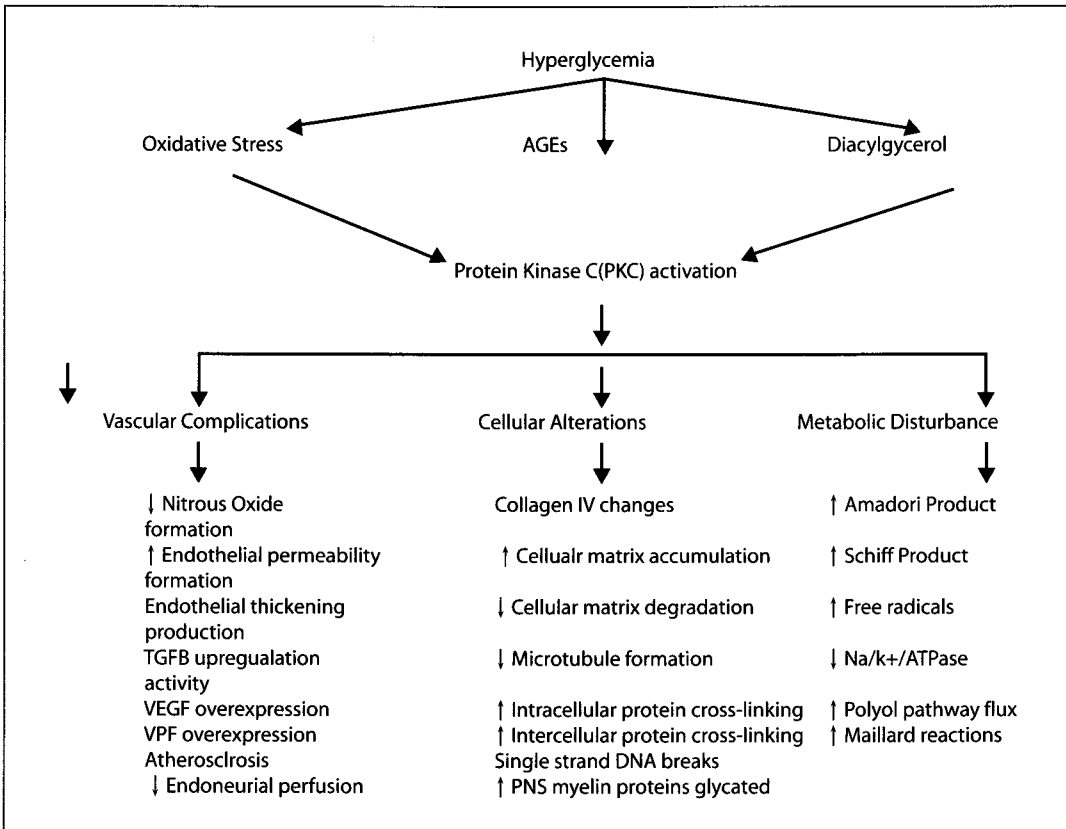 Hyperglycemia
Oxidative Stress
AGEs
Diacylgycerol
Protein Kinase C(PKC) activation
Vascular Complications
Cellular Alterations
Metabolic Disturbance
↓ Nitrous Oxide
formation
↑ Endothelial permeability
formation
Endothelial thickening
production
TGFB upregualation
activity
VEGF overexpression
VPF overexpression
Atherosclrosis
↓ Endoneurial perfusion
Collagen IV changes
↑ Cellualr matrix accumulation
↓ Cellular matrix degradation
↓ Microtubule formation
↑ Intracellular protein cross-linking
↑ Intercellular protein cross-linking
Single strand DNA breaks
↑ PNS myelin proteins glycated
↑ Amadori Product
↑ Schiff Product
↑ Free radicals
↓ Na/k+/ATPase
↑ Polyol pathway flux
↑ Maillard reactions